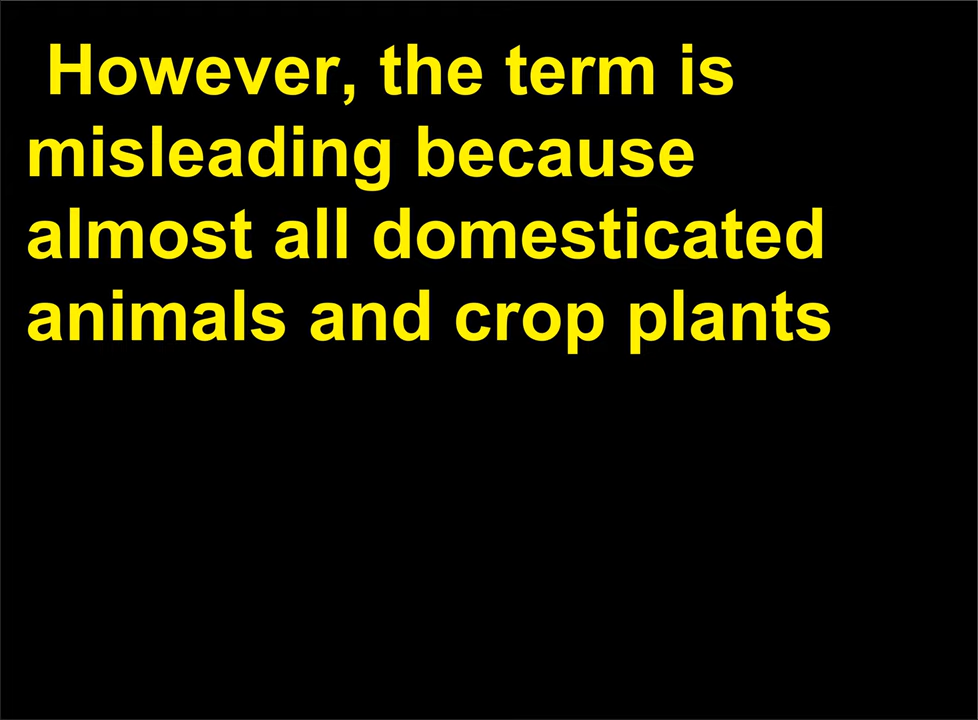 However, the term is
misleading because
almost all domesticated
animals and crop plants